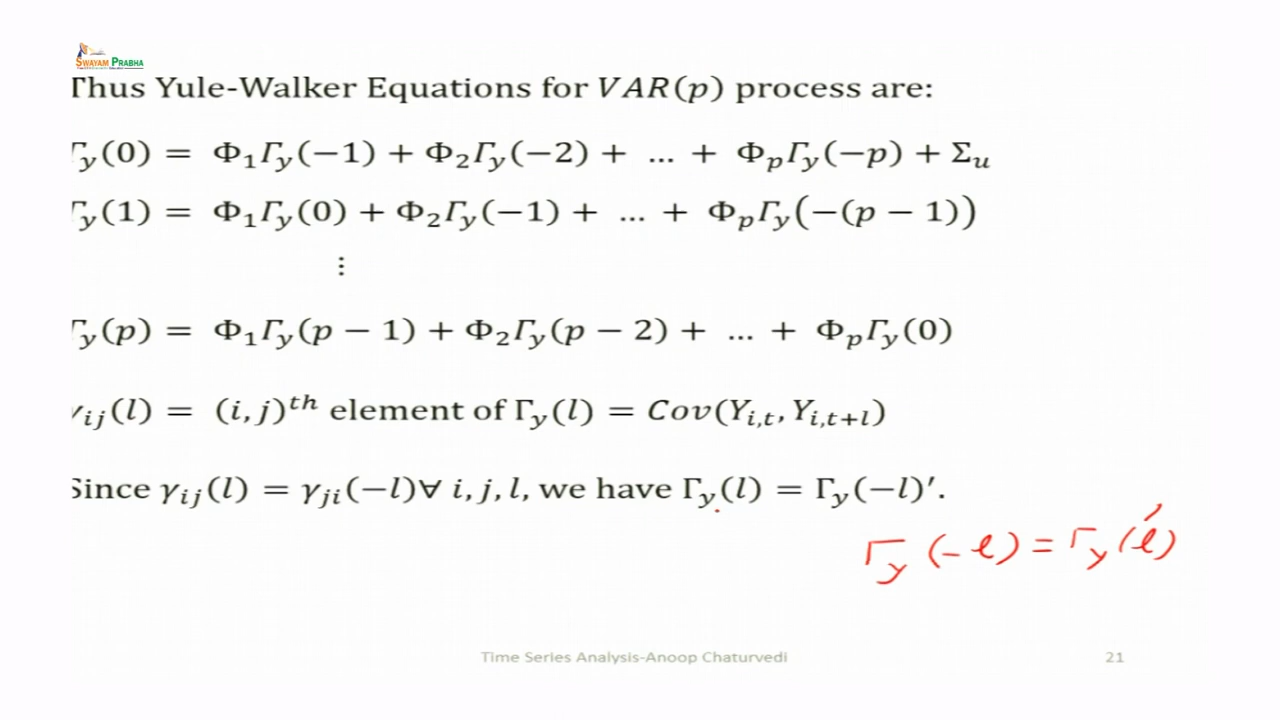 SWAYAM PRABHA
Thus Yule-Walker Equations for VAR(p) process are:
Γy(0) = Φ₁Γy(−1) + Φ₂Γy(−2) + … + ΦpΓy(−p) + Σu
Γy(1) = Φ₁Γy(0) + Φ₂Γy(−1) + … + ΦpΓy(−(p − 1))
⋮
Γy(p) = Φ₁Γy(p − 1) + Φ₂Γy(p − 2) + … + ΦpΓy(0)
γij(l) = (i, j)th element of Γy(l) = Cov(Yi,t, Yi,t+l)
Since γij(l) = γji(−l)∀ i, j, l, we have Γy(l) = Γy(−l)′.
Γy(−l) = Γy(l)′
Time Series Analysis-Anoop Chaturvedi
21